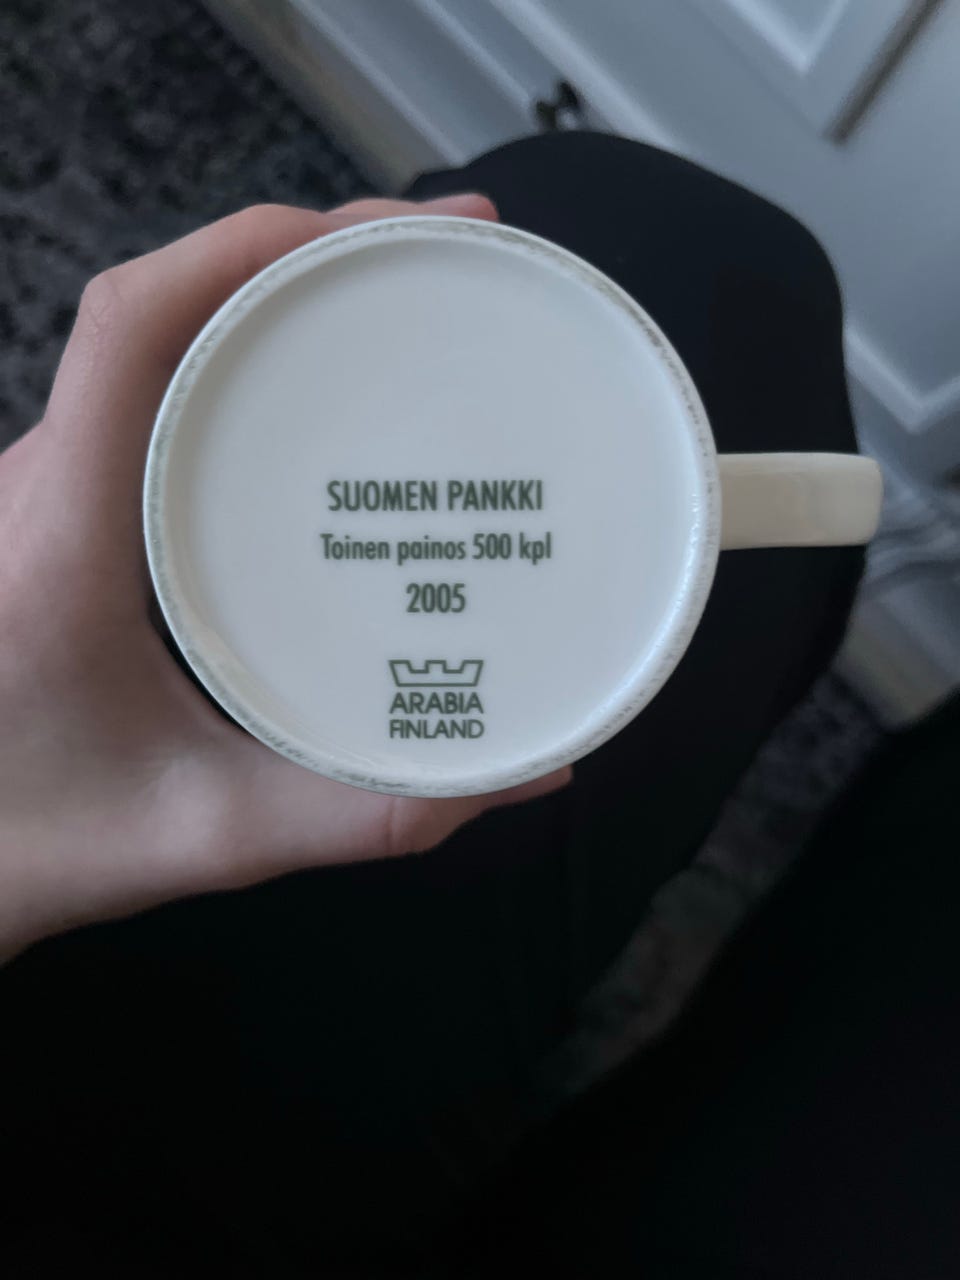 SUOMEN PANKKI
Toinen painos 500 kpl
2005
ARABIA
FINLAND